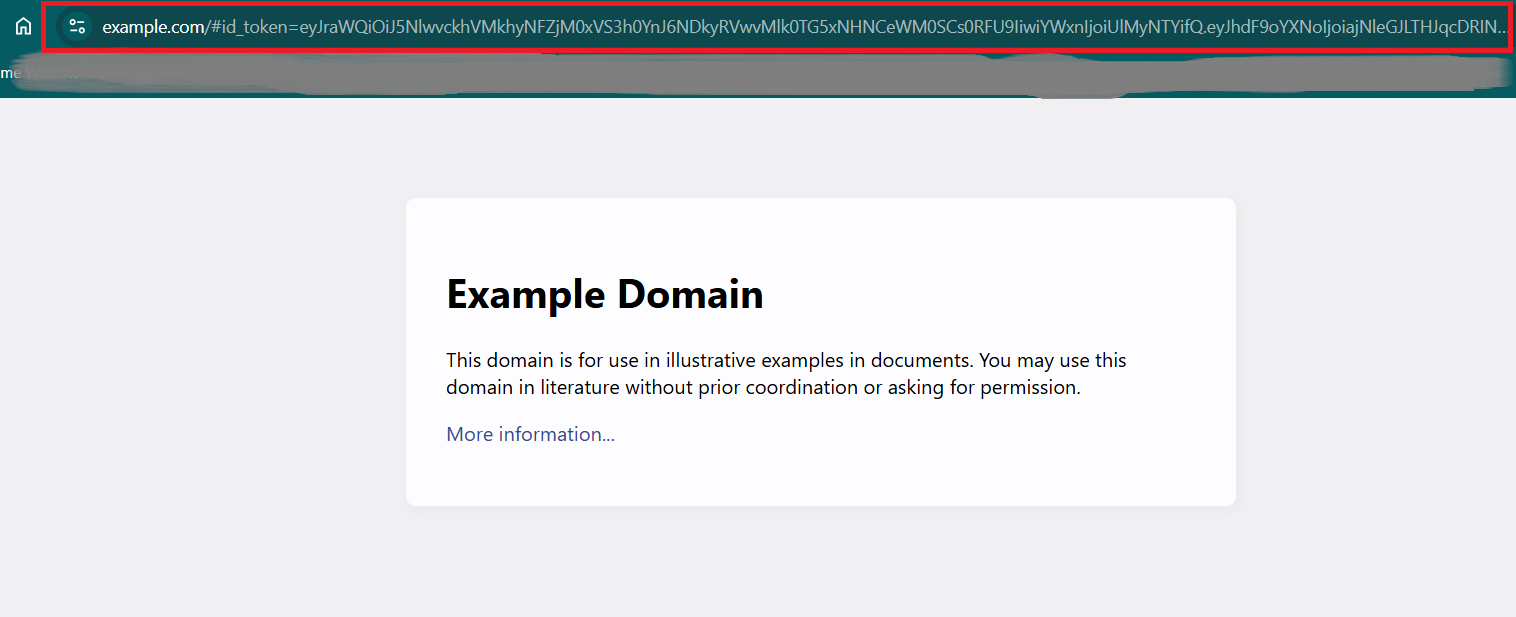 example.com/#id_token=eyJraWQiOiJ5NlwvckhVMkhyNFZjM0xVS3h0YnJ6NDkyRVwvMlk0TG5xNHNCeWM0SCs0RFU9IiwiYWxnIjoiUlMyNTYifQ.eyJhdF9oYXNoIjoiajNleGJLTHJqcDRIN...
me
Example Domain
This domain is for use in illustrative examples in documents. You may use this
domain in literature without prior coordination or asking for permission.
More information...